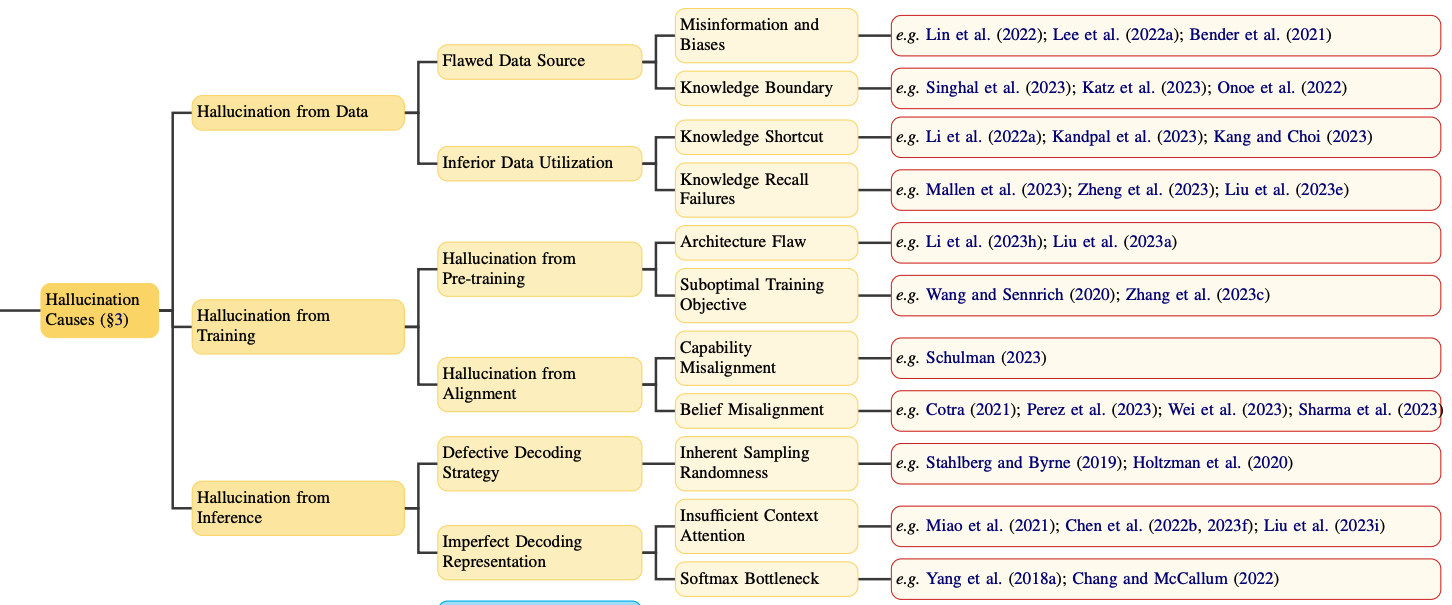 Hallucination
Causes (§3)
Hallucination from Data
Flawed Data Source
Misinformation and
Biases
e.g. Lin et al. (2022); Lee et al. (2022a); Bender et al. (2021)
Knowledge Boundary
e.g. Singhal et al. (2023); Katz et al. (2023); Onoe et al. (2022)
Inferior Data Utilization
Knowledge Shortcut
e.g. Li et al. (2022a); Kandpal et al. (2023); Kang and Choi (2023)
Knowledge Recall
Failures
e.g. Mallen et al. (2023); Zheng et al. (2023); Liu et al. (2023e)
Hallucination from
Training
Hallucination from
Pre-training
Architecture Flaw
e.g. Li et al. (2023h); Liu et al. (2023a)
Suboptimal Training
Objective
e.g. Wang and Sennrich (2020); Zhang et al. (2023c)
Hallucination from
Alignment
Capability
Misalignment
e.g. Schulman (2023)
Belief Misalignment
e.g. Cotra (2021); Perez et al. (2023); Wei et al. (2023); Sharma et al. (2023)
Hallucination from
Inference
Defective Decoding
Strategy
Inherent Sampling
Randomness
e.g. Stahlberg and Byrne (2019); Holtzman et al. (2020)
Imperfect Decoding
Representation
Insufficient Context
Attention
e.g. Miao et al. (2021); Chen et al. (2022b, 2023f); Liu et al. (2023i)
Softmax Bottleneck
e.g. Yang et al. (2018a); Chang and McCallum (2022)